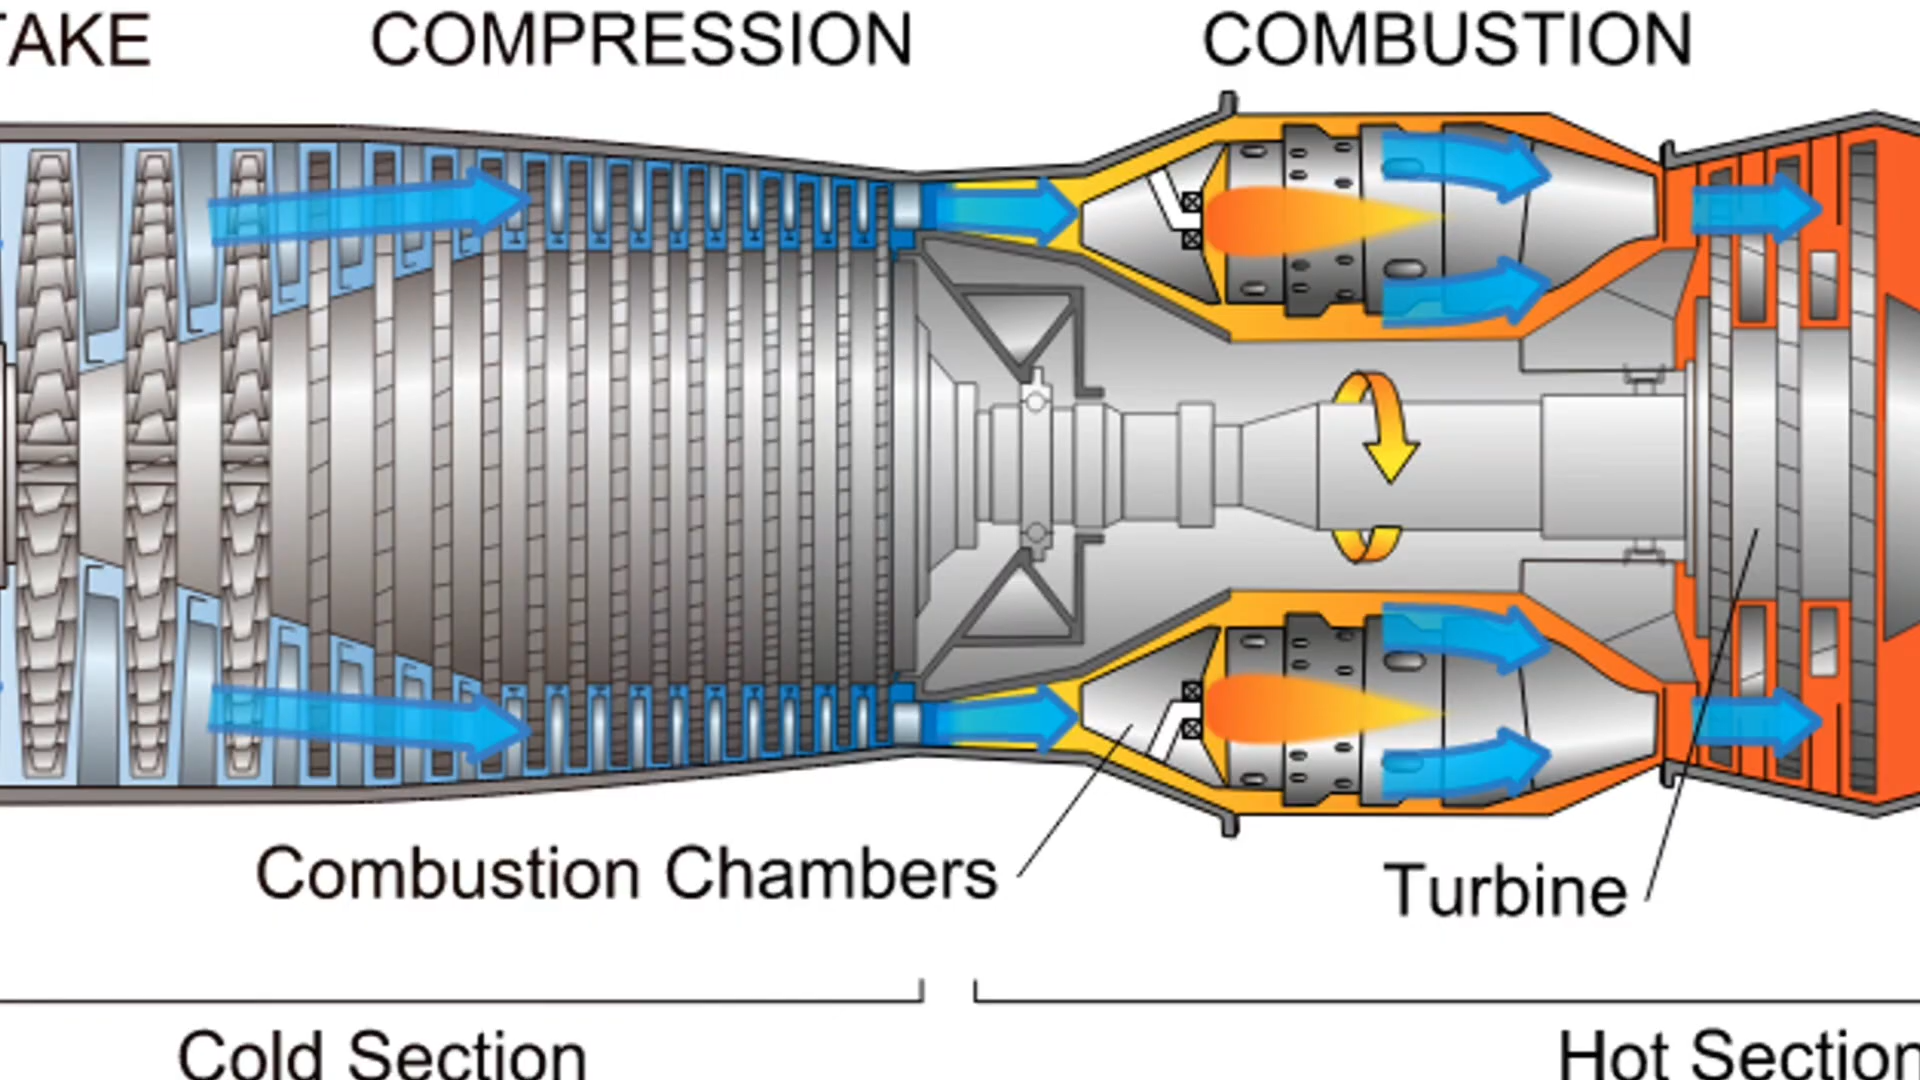 TAKE
COMPRESSION
COMBUSTION
Combustion Chambers
Turbine
Cold Section
Hot Section